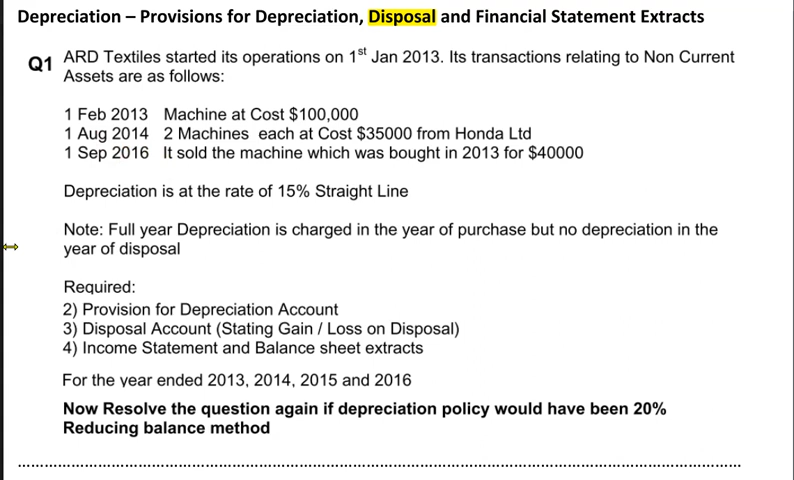 Depreciation – Provisions for Depreciation, Disposal and Financial Statement Extracts
Q1 ARD Textiles started its operations on 1st Jan 2013. Its transactions relating to Non Current
Assets are as follows:
1 Feb 2013 Machine at Cost $100,000
1 Aug 2014 2 Machines each at Cost $35000 from Honda Ltd
1 Sep 2016 It sold the machine which was bought in 2013 for $40000
Depreciation is at the rate of 15% Straight Line
Note: Full year Depreciation is charged in the year of purchase but no depreciation in the
year of disposal
Required:
2) Provision for Depreciation Account
3) Disposal Account (Stating Gain / Loss on Disposal)
4) Income Statement and Balance sheet extracts
For the year ended 2013, 2014, 2015 and 2016
Now Resolve the question again if depreciation policy would have been 20%
Reducing balance method